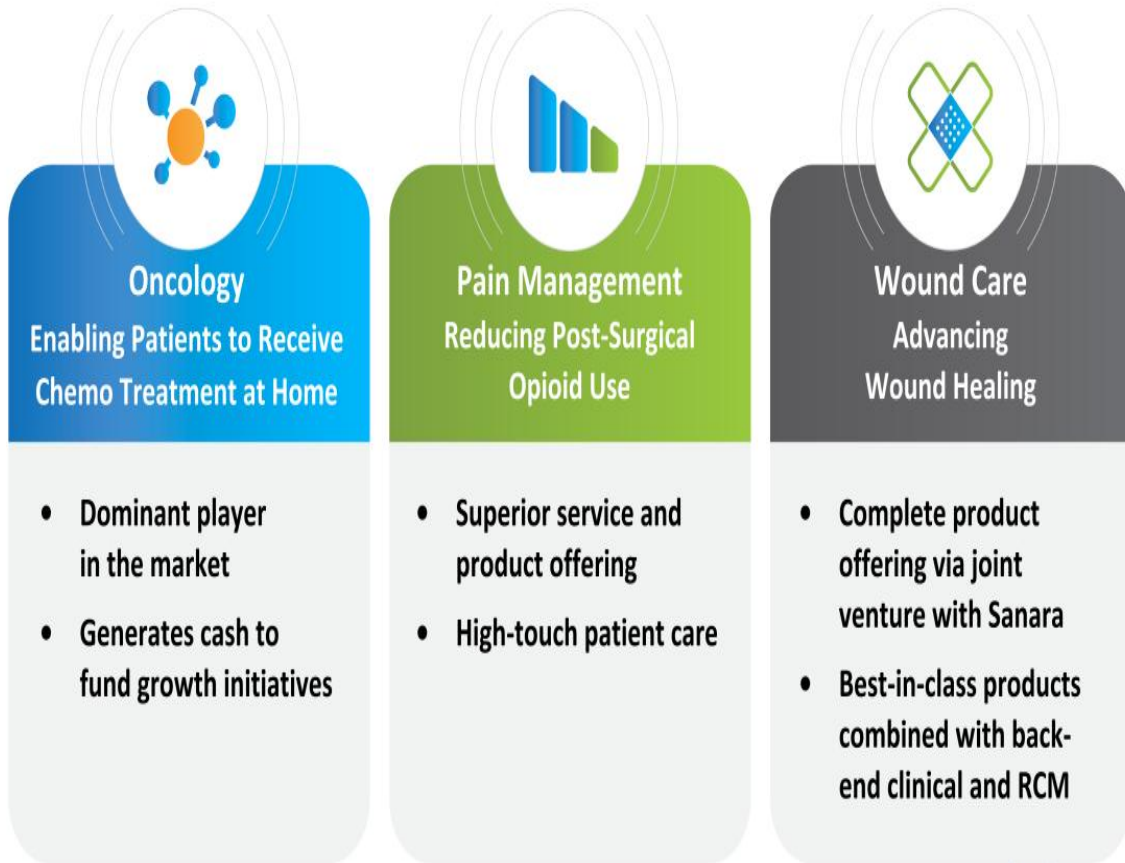 Oncology
Enabling Patients to Receive
Chemo Treatment at Home
• Dominant player
in the market
• Generates cash to
fund growth initiatives
Pain Management
Reducing Post-Surgical
Opioid Use
• Superior service and
product offering
• High-touch patient care
Wound Care
Advancing
Wound Healing
• Complete product
offering via joint
venture with Sanara
• Best-in-class products
combined with back-
end clinical and RCM